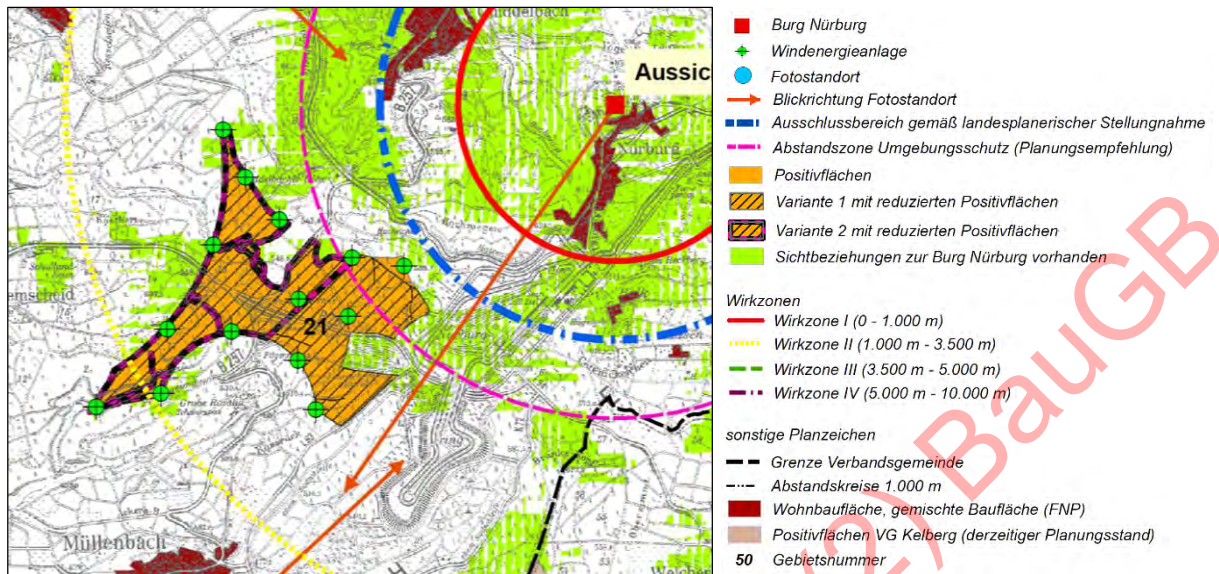 Aussic
Nürburg
B 257
21
emscheid
Müllenbach
Burg Nürburg
Windenergieanlage
Fotostandort
Blickrichtung Fotostandort
Ausschlussbereich gemäß landesplanerischer Stellungnahme
Abstandszone Umgebungsschutz (Planungsempfehlung)
Positivflächen
Variante 1 mit reduzierten Positivflächen
Variante 2 mit reduzierten Positivflächen
Sichtbeziehungen zur Burg Nürburg vorhanden
Wirkzonen
Wirkzone I (0 - 1.000 m)
Wirkzone II (1.000 m - 3.500 m)
Wirkzone III (3.500 m - 5.000 m)
Wirkzone IV (5.000 m - 10.000 m)
sonstige Planzeichen
Grenze Verbandsgemeinde
Abstandskreise 1.000 m
Wohnbaufläche, gemischte Baufläche (FNP)
Positivflächen VG Kelberg (derzeitiger Planungsstand)
50 Gebietsnummer
(2) BauGB